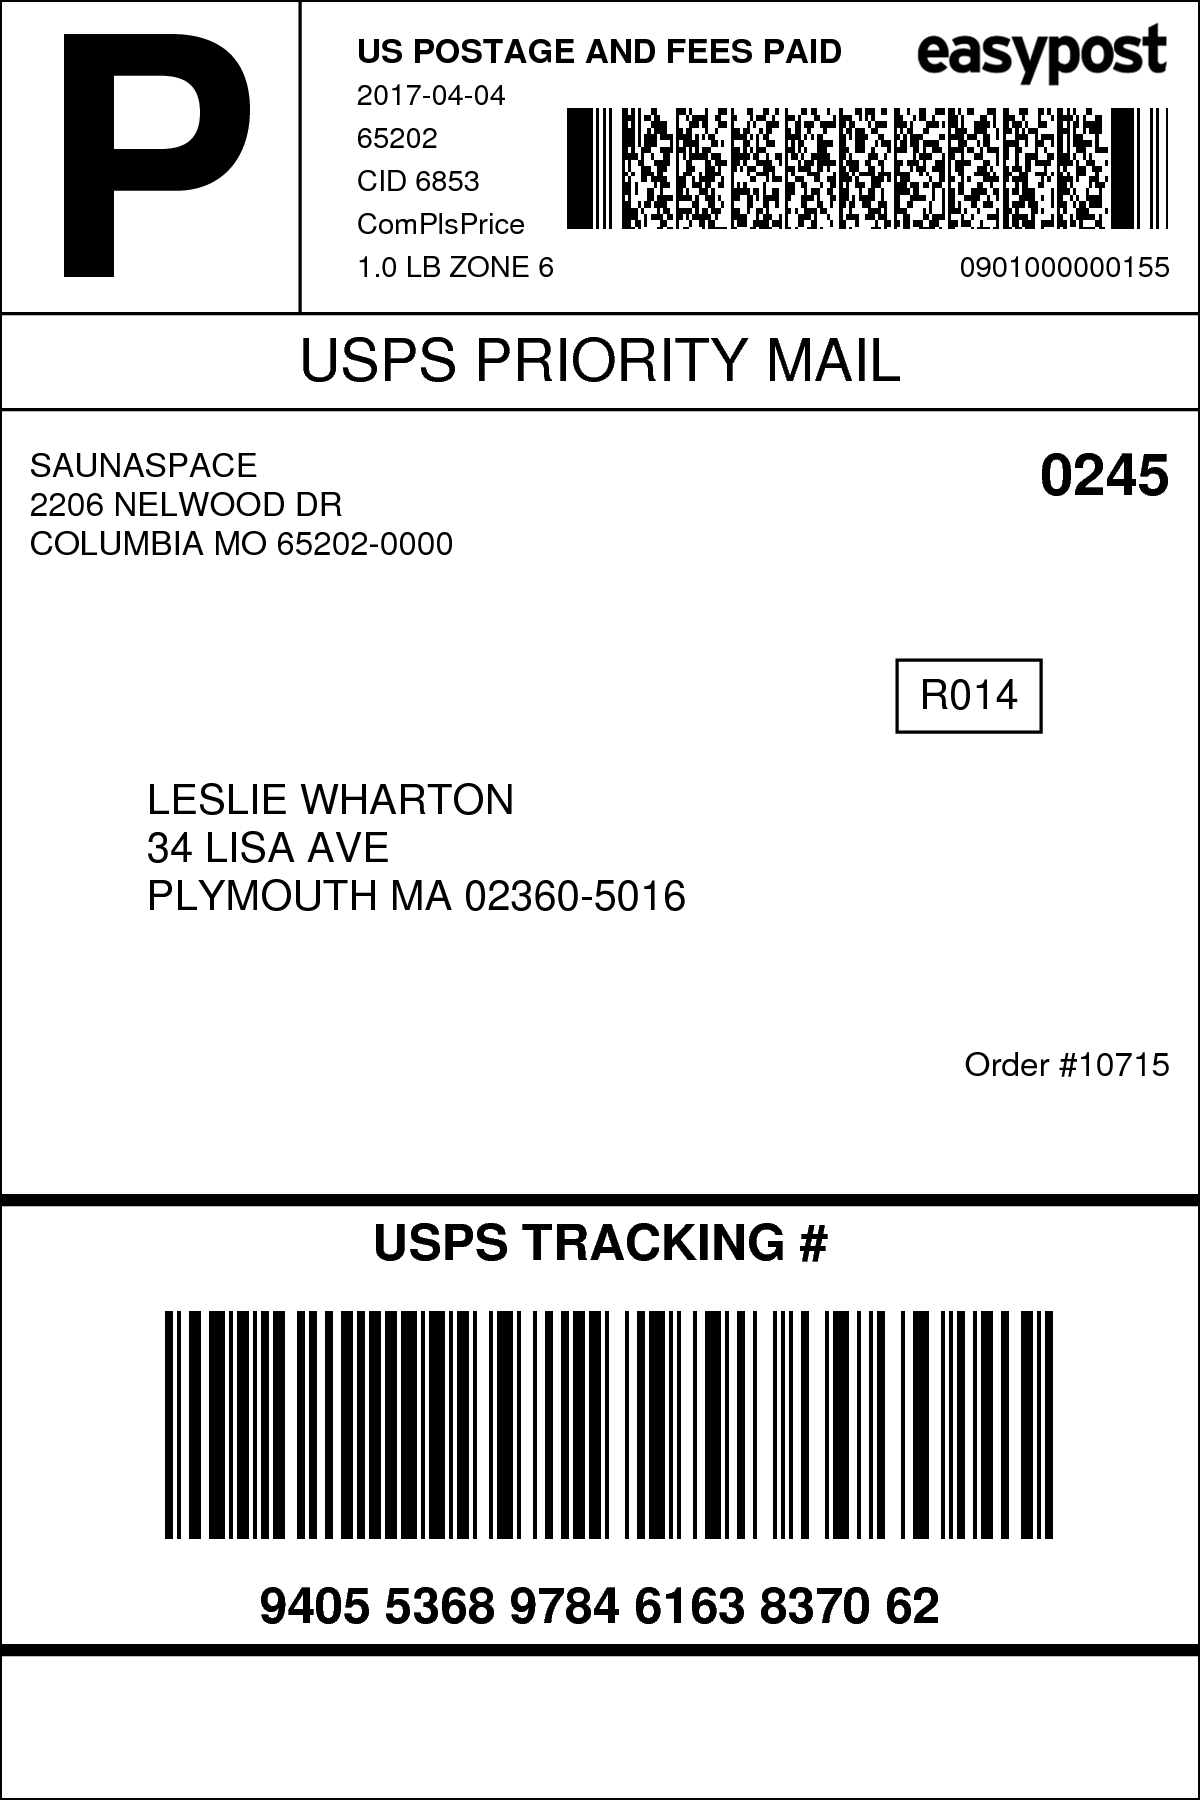 P
US POSTAGE AND FEES PAID
easypost
2017-04-04
65202
CID 6853
ComPlsPrice
1.0 LB ZONE 6
0901000000155
USPS PRIORITY MAIL
SAUNASPACE
2206 NELWOOD DR
COLUMBIA MO 65202-0000
0245
R014
LESLIE WHARTON
34 LISA AVE
PLYMOUTH MA 02360-5016
Order #10715
USPS TRACKING #
9405 5368 9784 6163 8370 62